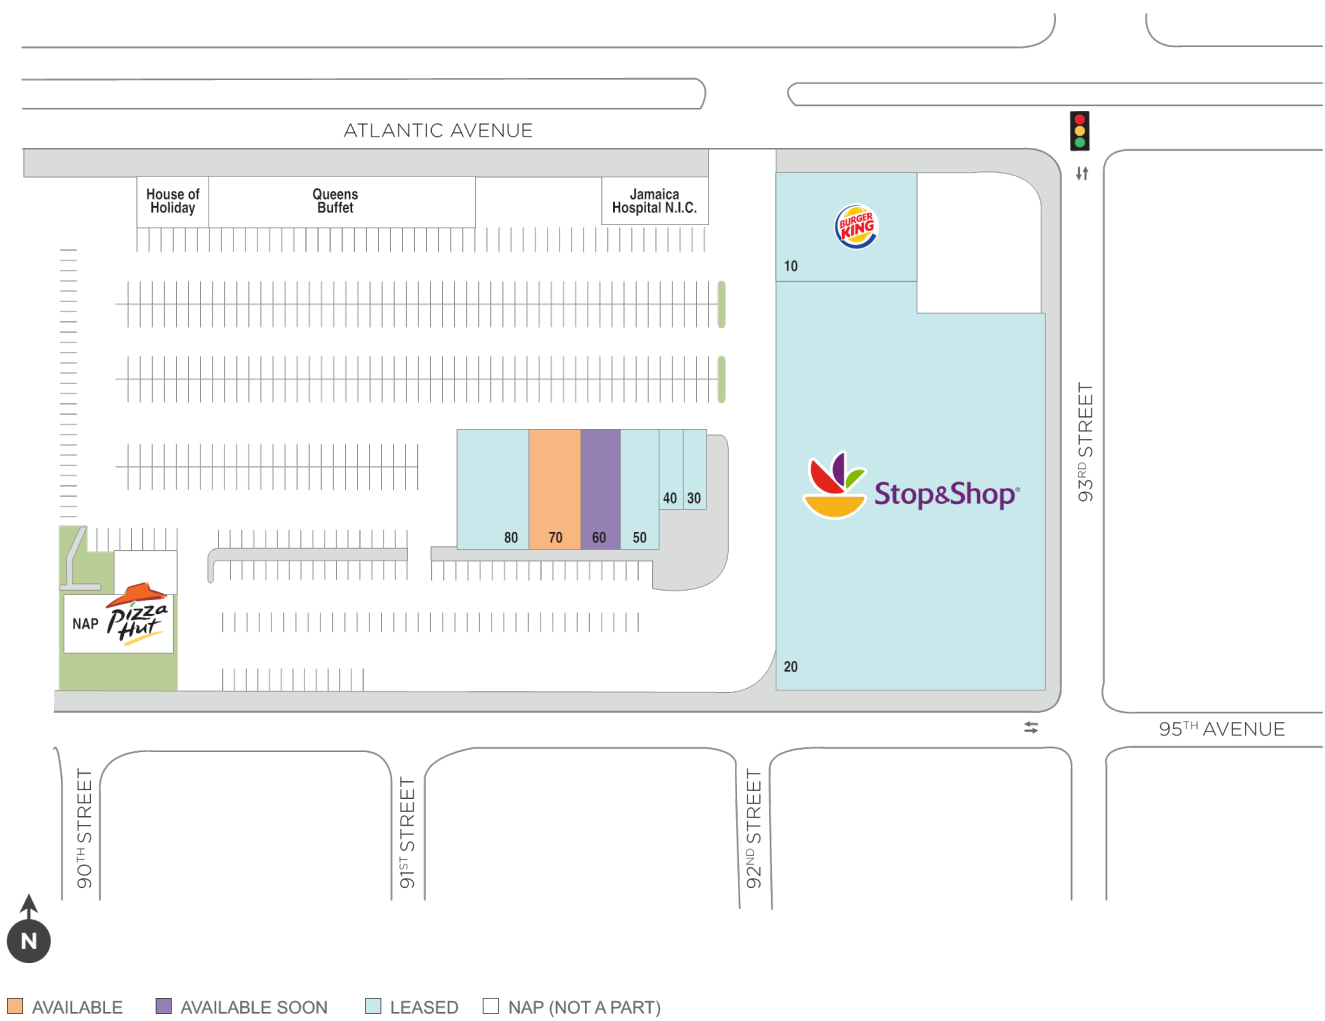 ATLANTIC AVENUE
House of
Holiday
Queens
Buffet
Jamaica
Hospital N.I.C.
BURGER
KING
10
93RD STREET
Stop&Shop®
40
30
80
70
60
50
NAP
Pizza
Hut
20
95TH AVENUE
90TH STREET
91ST STREET
92ND STREET
N
AVAILABLE
AVAILABLE SOON
LEASED
NAP (NOT A PART)